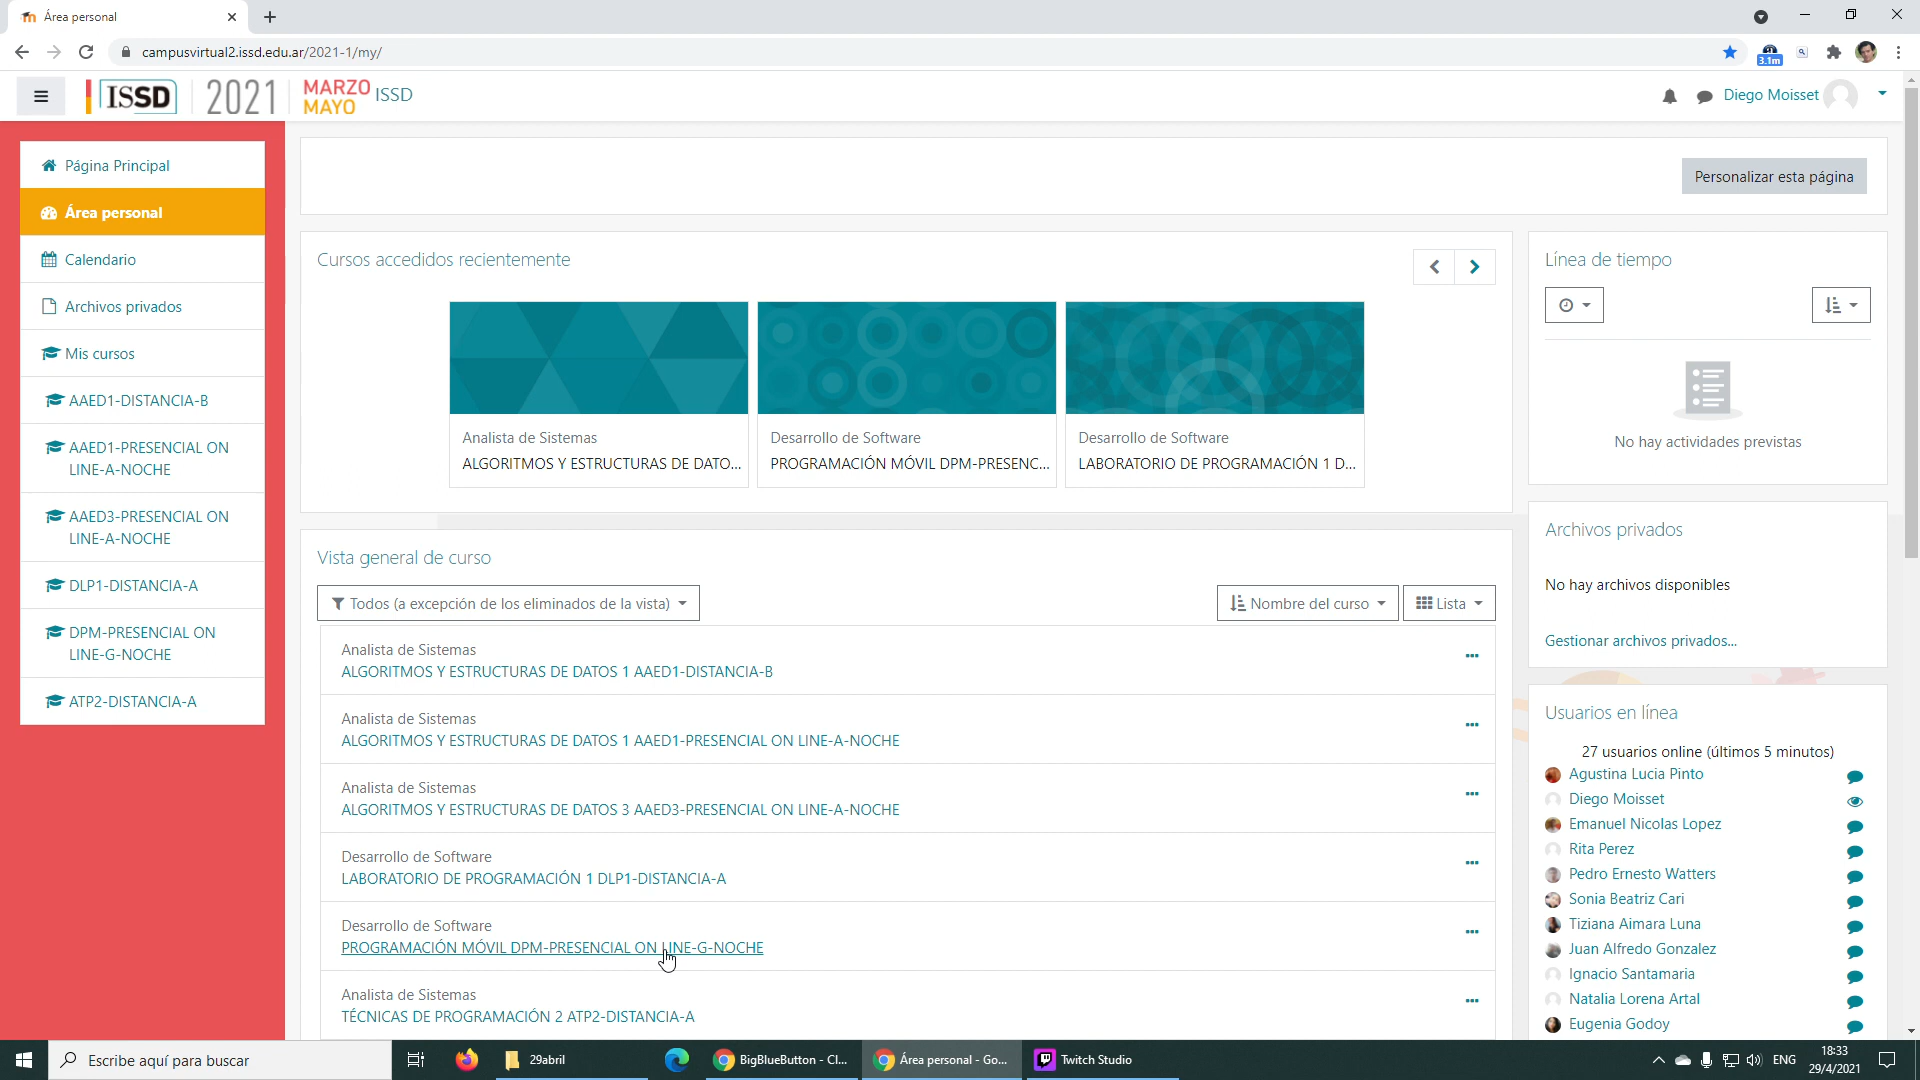 Área personal
campusvirtual2.issd.edu.ar/2021-1/my/
3.1m
ISSD
2021
MARZO
MAYO
ISSD
Diego Moisset
Página Principal
Área personal
Calendario
Archivos privados
Mis cursos
AAED1-DISTANCIA-B
AAED1-PRESENCIAL ON
LINE-A-NOCHE
AAED3-PRESENCIAL ON
LINE-A-NOCHE
DLP1-DISTANCIA-A
DPM-PRESENCIAL ON
LINE-G-NOCHE
ATP2-DISTANCIA-A
Personalizar esta página
Cursos accedidos recientemente
Analista de Sistemas
ALGORITMOS Y ESTRUCTURAS DE DATO...
Desarrollo de Software
PROGRAMACIÓN MÓVIL DPM-PRESENC...
Desarrollo de Software
LABORATORIO DE PROGRAMACIÓN 1 D...
Vista general de curso
Todos (a excepción de los eliminados de la vista)
Nombre del curso
Lista
Analista de Sistemas
ALGORITMOS Y ESTRUCTURAS DE DATOS 1 AAED1-DISTANCIA-B
Analista de Sistemas
ALGORITMOS Y ESTRUCTURAS DE DATOS 1 AAED1-PRESENCIAL ON LINE-A-NOCHE
Analista de Sistemas
ALGORITMOS Y ESTRUCTURAS DE DATOS 3 AAED3-PRESENCIAL ON LINE-A-NOCHE
Desarrollo de Software
LABORATORIO DE PROGRAMACIÓN 1 DLP1-DISTANCIA-A
Desarrollo de Software
PROGRAMACIÓN MÓVIL DPM-PRESENCIAL ON LINE-G-NOCHE
Analista de Sistemas
TÉCNICAS DE PROGRAMACIÓN 2 ATP2-DISTANCIA-A
Línea de tiempo
No hay actividades previstas
Archivos privados
No hay archivos disponibles
Gestionar archivos privados...
Usuarios en línea
27 usuarios online (últimos 5 minutos)
Agustina Lucia Pinto
Diego Moisset
Emanuel Nicolas Lopez
Rita Perez
Pedro Ernesto Watters
Sonia Beatriz Cari
Tiziana Aimara Luna
Juan Alfredo Gonzalez
Ignacio Santamaria
Natalia Lorena Artal
Eugenia Godoy
Escribe aquí para buscar
29abril
BigBlueButton - Cl...
Área personal - Go...
Twitch Studio
ENG
18:33
29/4/2021